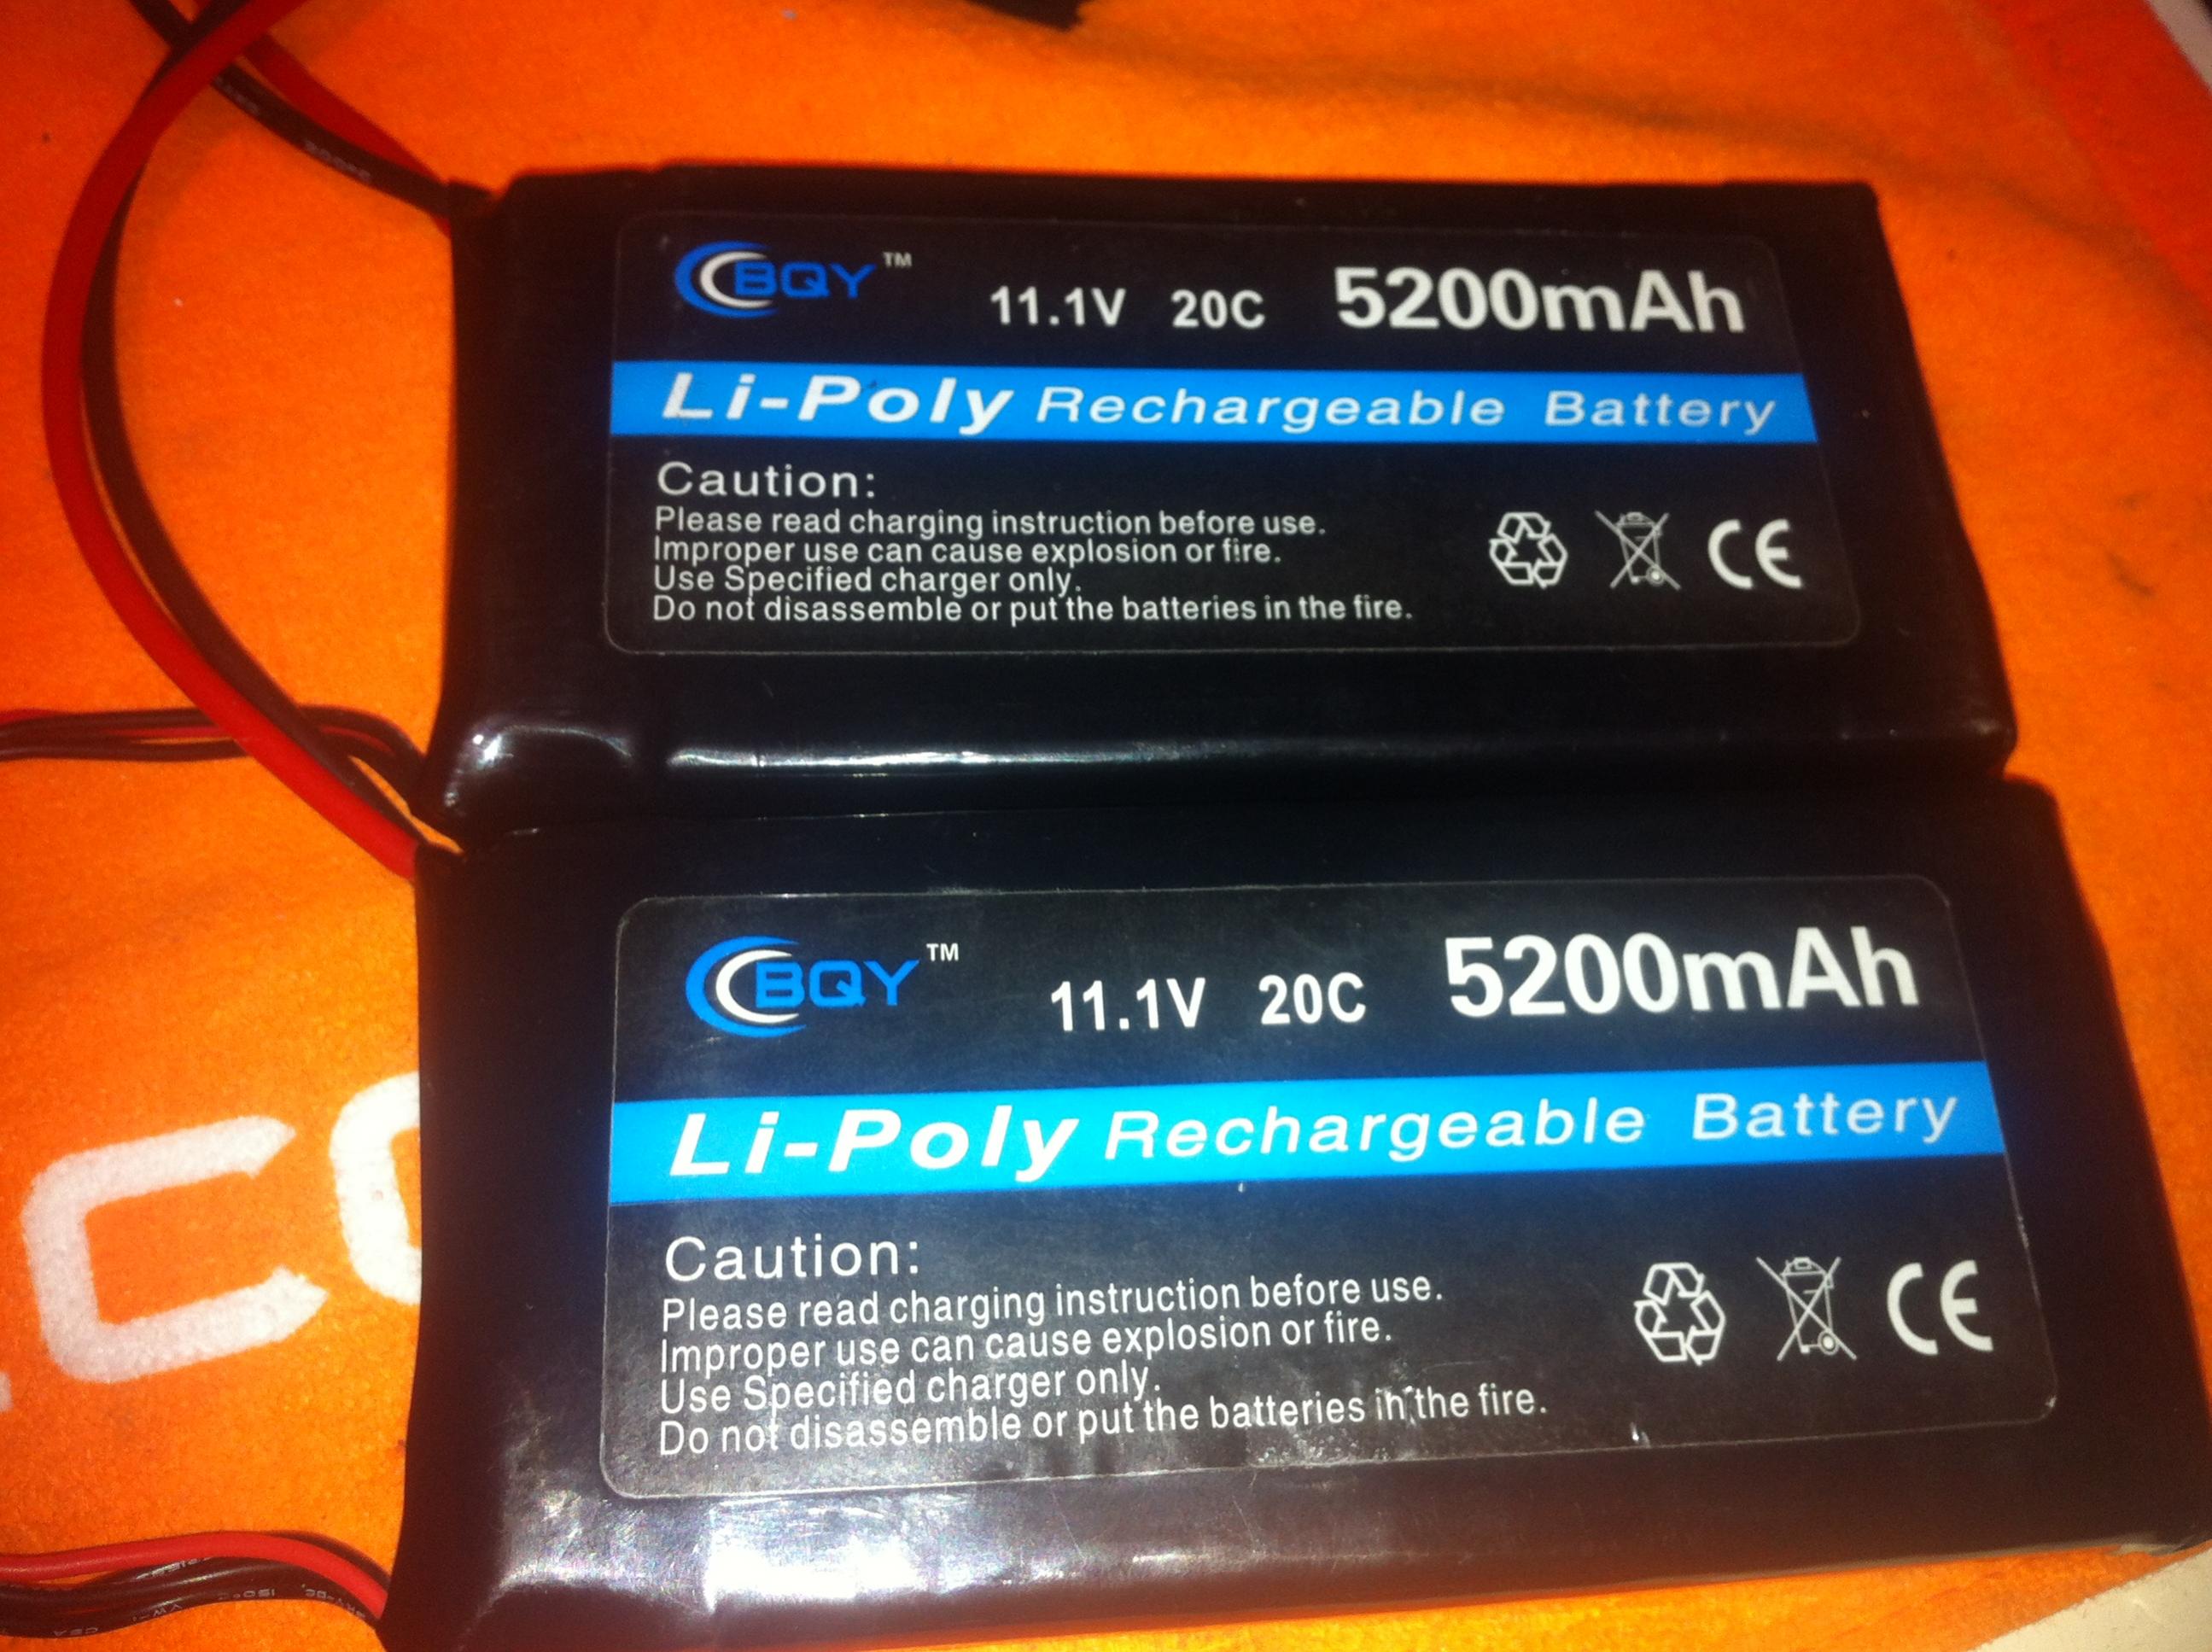 BQY™ 11.1V 20C 5200mAh
Li-Poly Rechargeable Battery
Caution:
Please read charging instruction before use.
Improper use can cause explosion or fire.
Use Specified charger only.
Do not disassemble or put the batteries in the fire.
CE
BQY™ 11.1V 20C 5200mAh
Li-Poly Rechargeable Battery
Caution:
Please read charging instruction before use.
Improper use can cause explosion or fire.
Use Specified charger only.
Do not disassemble or put the batteries in the fire.
CE